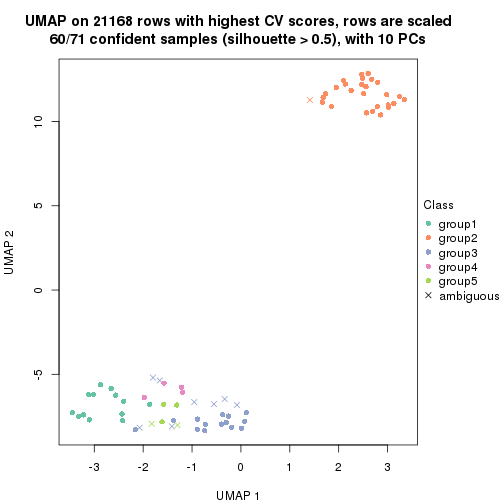 UMAP on 21168 rows with highest CV scores, rows are scaled
60/71 confident samples (silhouette > 0.5), with 10 PCs
10
5
0
-5
UMAP 2
-3
-2
-1
0
1
2
3
UMAP 1
Class
group1
group2
group3
group4
group5
ambiguous